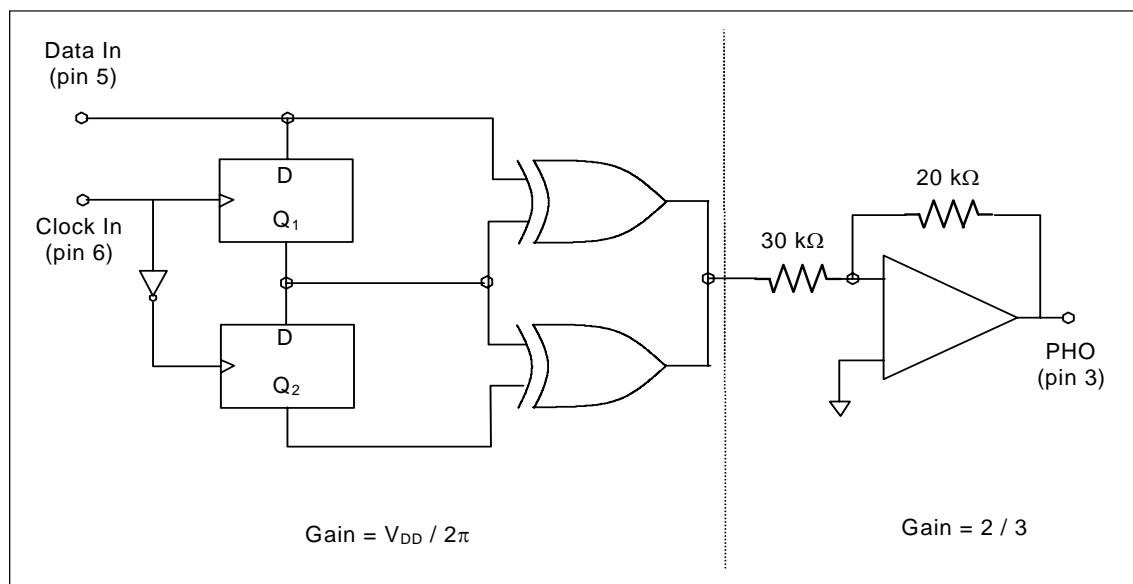 Data In
(pin 5)
Clock In
(pin 6)
D
Q₁
D
Q₂
30 kΩ
20 kΩ
PHO
(pin 3)
Gain = V_DD / 2π
Gain = 2 / 3